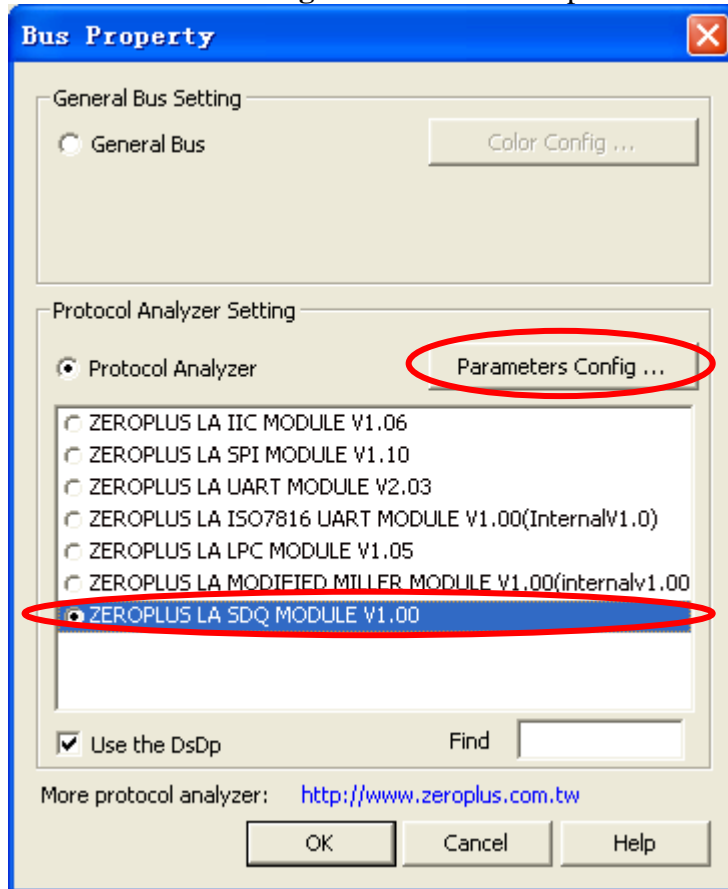 Bus Property
General Bus Setting
General Bus
Color Config ...
Protocol Analyzer Setting
Protocol Analyzer
Parameters Config ...
ZEROPLUS LA IIC MODULE V1.06
ZEROPLUS LA SPI MODULE V1.10
ZEROPLUS LA UART MODULE V2.03
ZEROPLUS LA ISO7816 UART MODULE V1.00(InternalV1.0)
ZEROPLUS LA LPC MODULE V1.05
ZEROPLUS LA MODIFIED MILLER MODULE V1.00(internalv1.00
ZEROPLUS LA SDQ MODULE V1.00
Use the DsDp
Find
More protocol analyzer: http://www.zeroplus.com.tw
OK
Cancel
Help